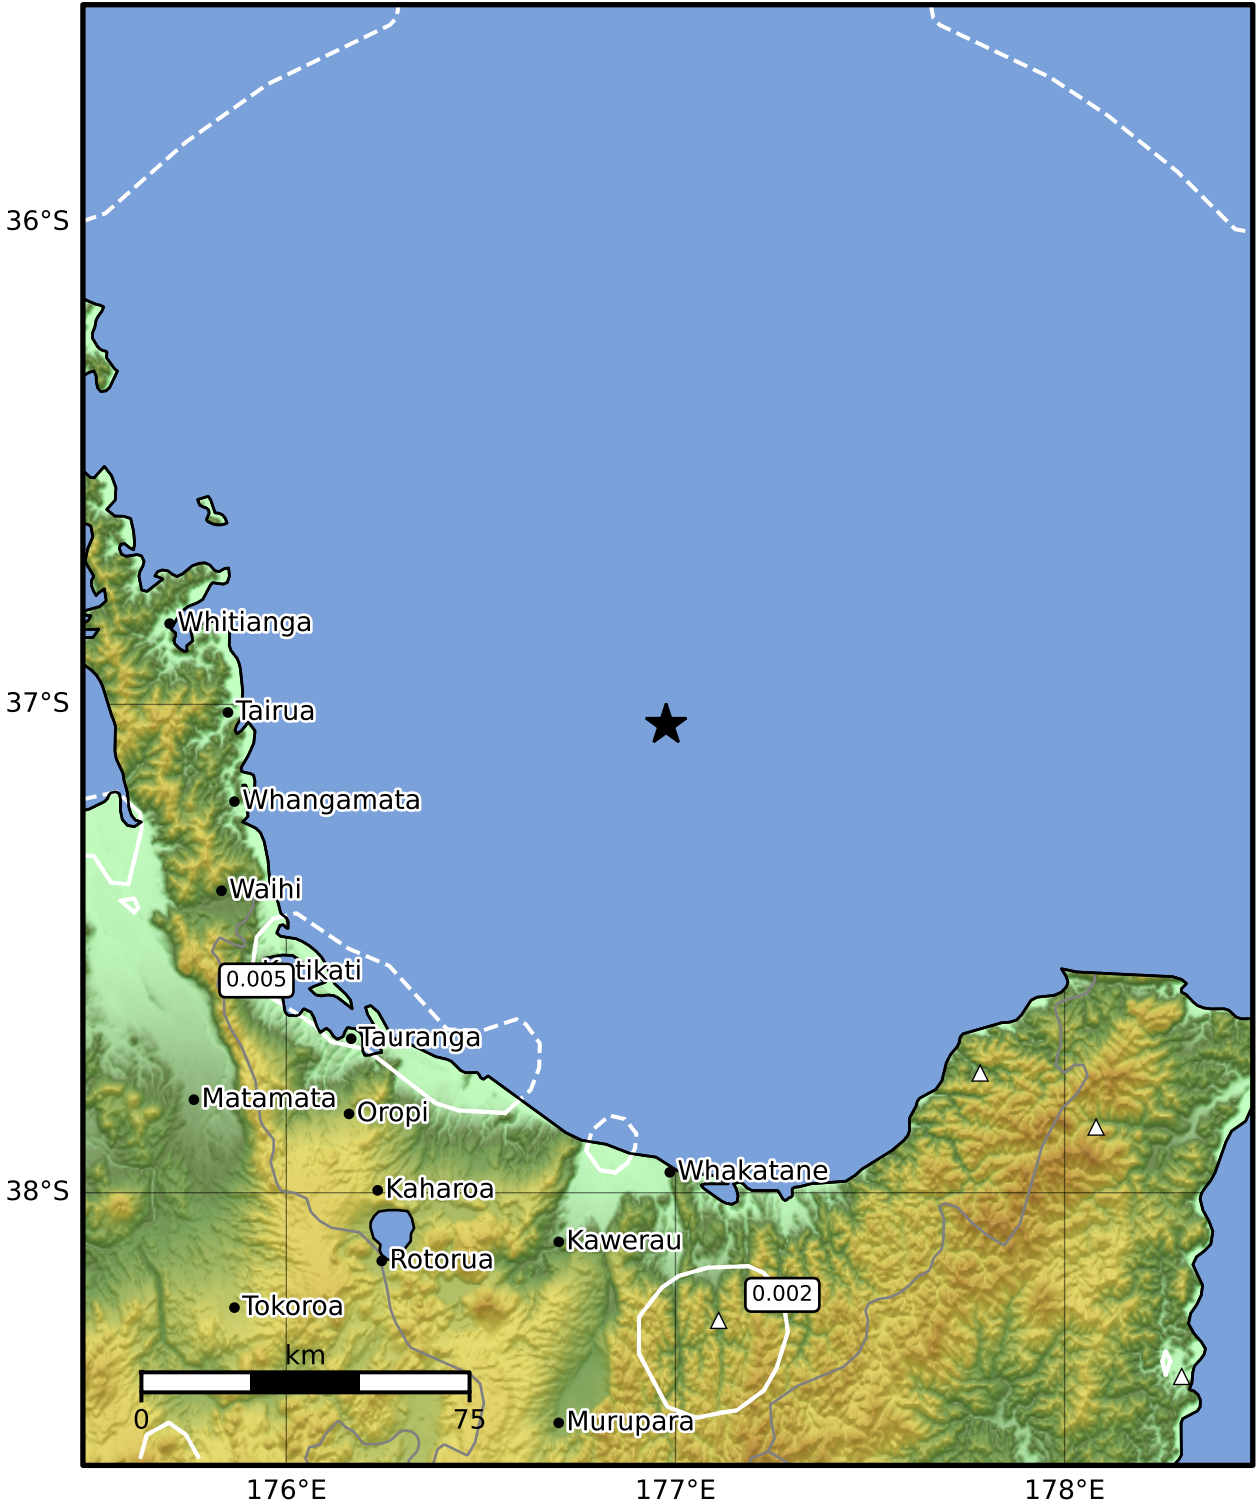 36°S
Whitianga
37°S
Tairua
Whangamata
Waihi
tikati
0.005
Tauranga
Matamata
Oropi
Whakatane
38°S
Kaharoa
Kawerau
Rotorua
0.002
Tokoroa
km
0
75
Murupara
176°E
177°E
178°E